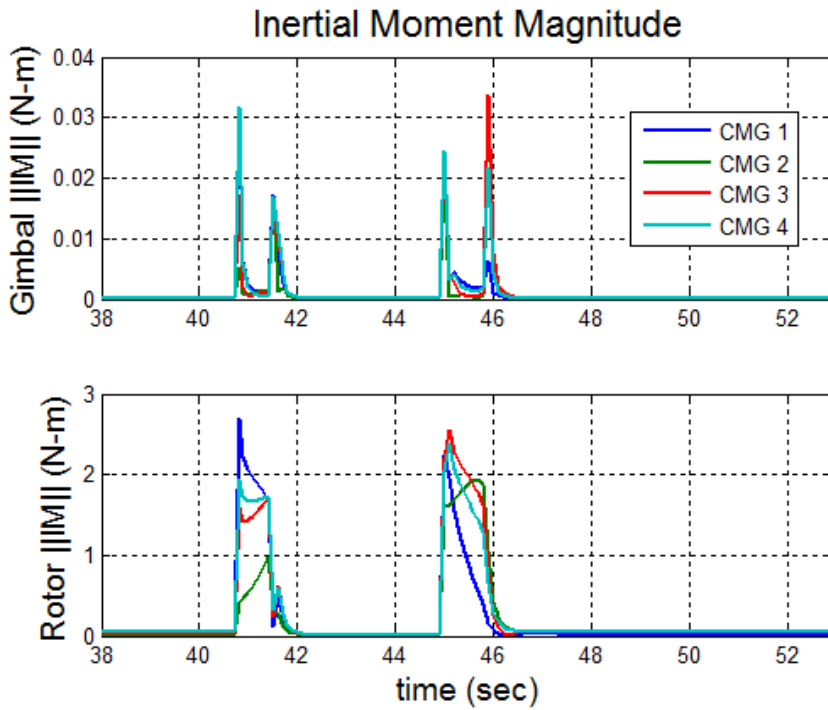 Inertial Moment Magnitude
Gimbal ||IM|| (N-m)
0.04
0.03
0.02
0.01
0
38 40 42 44 46 48 50 52
CMG 1
CMG 2
CMG 3
CMG 4
Rotor ||IM|| (N-m)
3
2
1
0
38 40 42 44 46 48 50 52
time (sec)